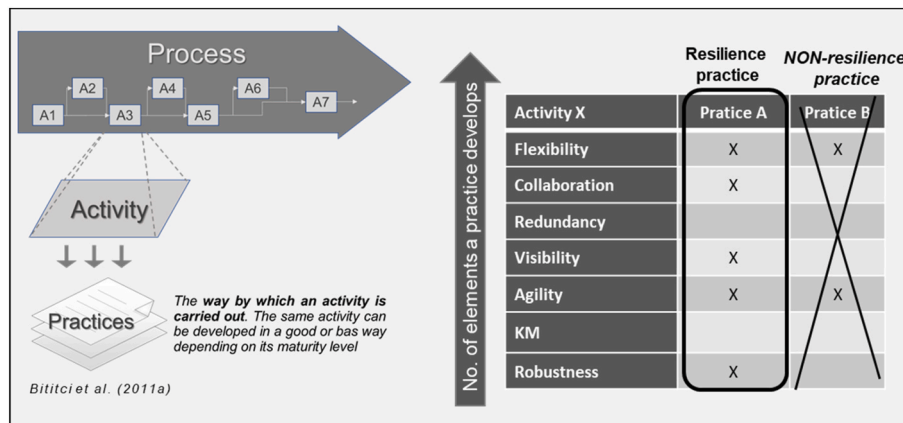 Process
A1
A2
A3
A4
A5
A6
A7
Activity
Practices
The way by which an activity is
carried out. The same activity can
be developed in a good or bas way
depending on its maturity level
Bititci et al. (2011a)
No. of elements a practice develops
Resilience
practice
NON-resilience
practice
Activity X Pratice A Pratice B
Flexibility X X
Collaboration X
Redundancy
Visibility X
Agility X X
KM
Robustness X